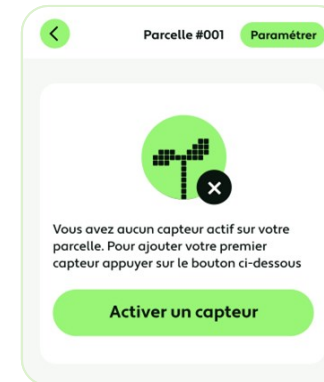 Parcelle #001 Paramétrer
Vous avez aucun capteur actif sur votre
parcelle. Pour ajouter votre premier
capteur appuyer sur le bouton ci-dessous
Activer un capteur